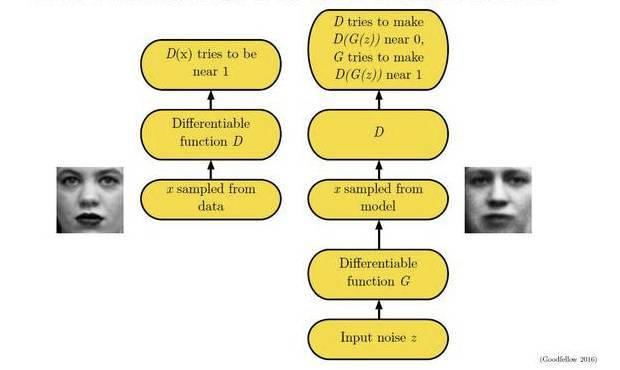 D(x) tries to be
near 1
Differentiable
function D
x sampled from
data
D tries to make
D(G(z)) near 0,
G tries to make
D(G(z)) near 1
D
x sampled from
model
Differentiable
function G
Input noise z
(Goodfellow 2016)